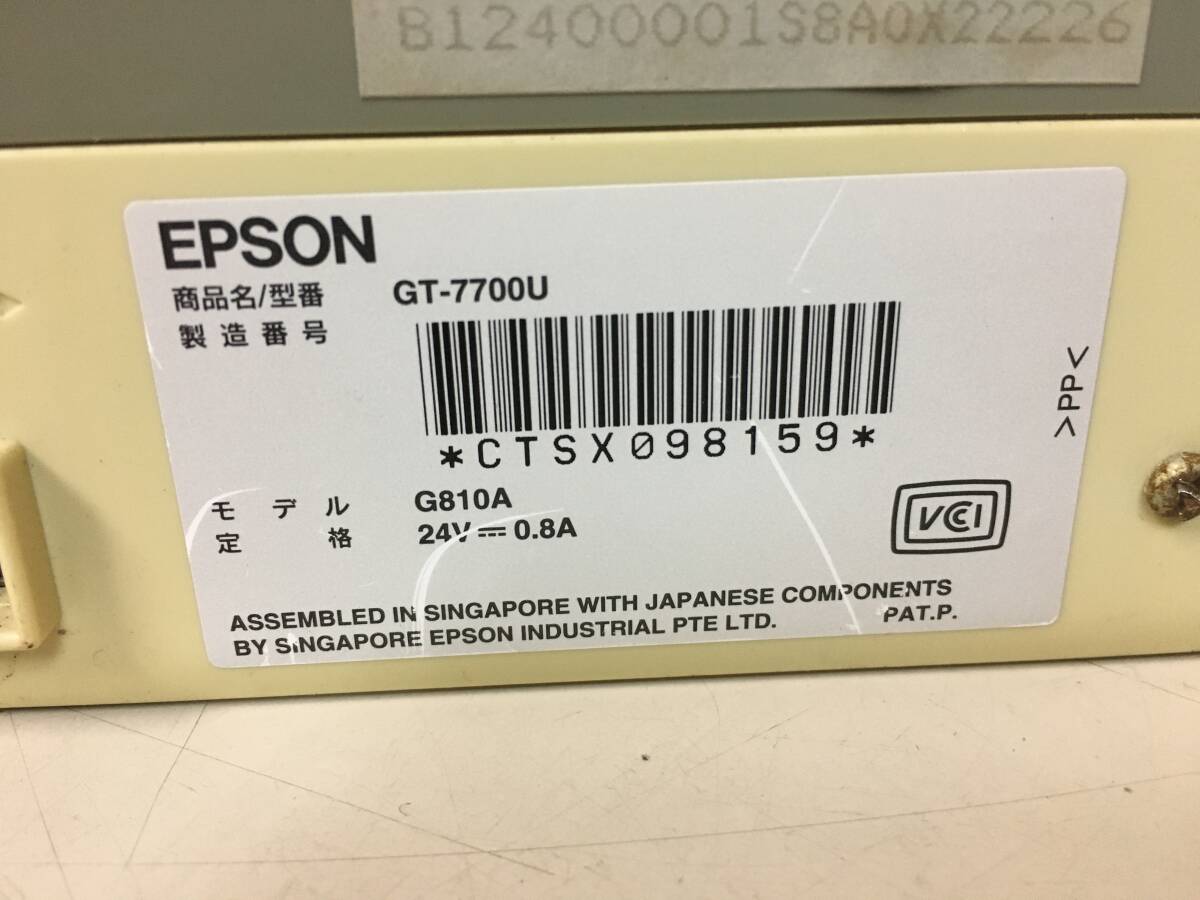 B12400001S8A0X22226
EPSON
商品名/型番 GT-7700U
製造番号
*CTSX098159*
>PP<
モデル G810A
定格 24V⎓0.8A
VCCI
ASSEMBLED IN SINGAPORE WITH JAPANESE COMPONENTS
BY SINGAPORE EPSON INDUSTRIAL PTE LTD. PAT.P.